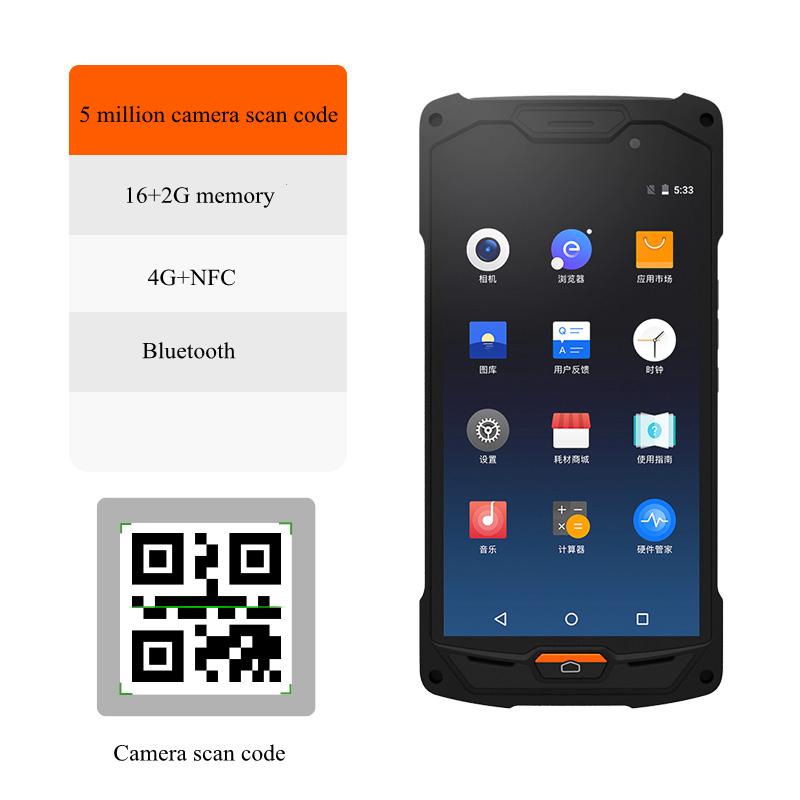 5 million camera scan code
16+2G memory
4G+NFC
Bluetooth
Camera scan code
5:33
相机
浏览器
应用市场
图库
Q
A
用户反馈
时钟
设置
耗材商城
?
使用指南
音乐
计算器
硬件管家